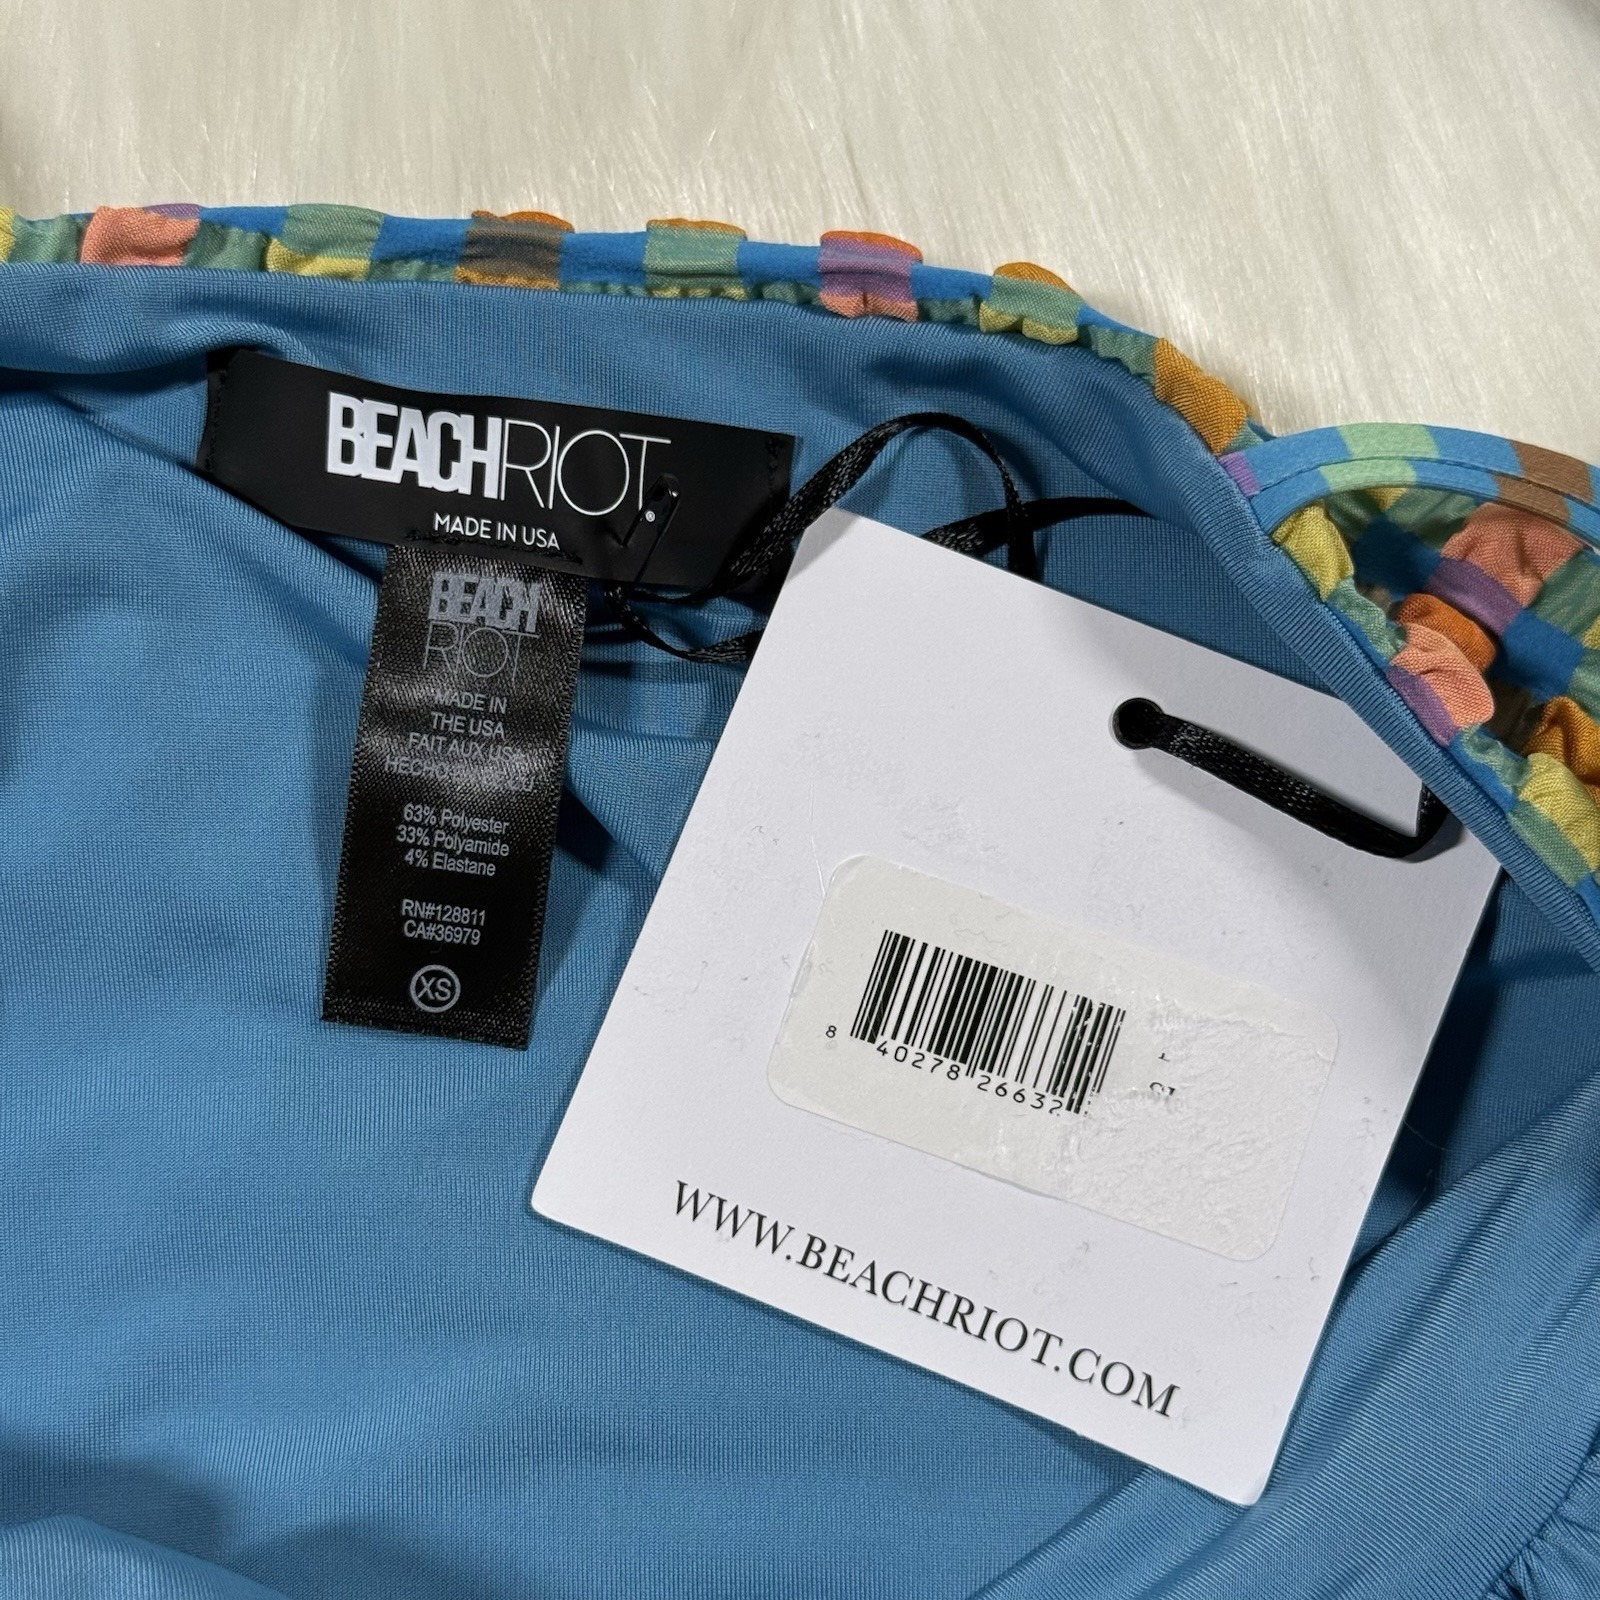 BEACHRIOT
®
MADE IN USA
BEACH
RIOT
MADE IN
THE USA
FAIT AUX US
HECHO
63% Polyester
33% Polyamide
4% Elastane
RN#128811
CA#36979
XS
8 40278 26632
WWW.BEACHRIOT.COM